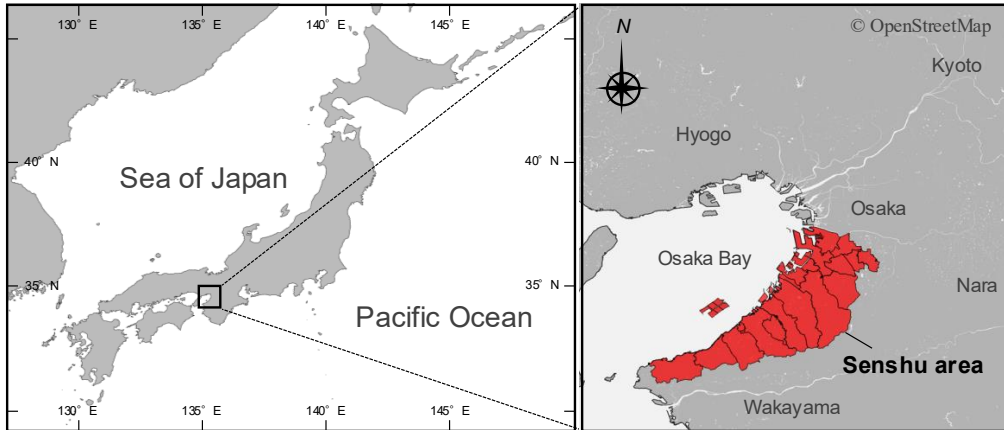 130° E
135° E
140° E
145° E
40° N
40° N
Sea of Japan
35° N
35° N
Pacific Ocean
130° E
135° E
140° E
145° E
© OpenStreetMap
N
Kyoto
Hyogo
Osaka
Osaka Bay
Nara
Senshu area
Wakayama